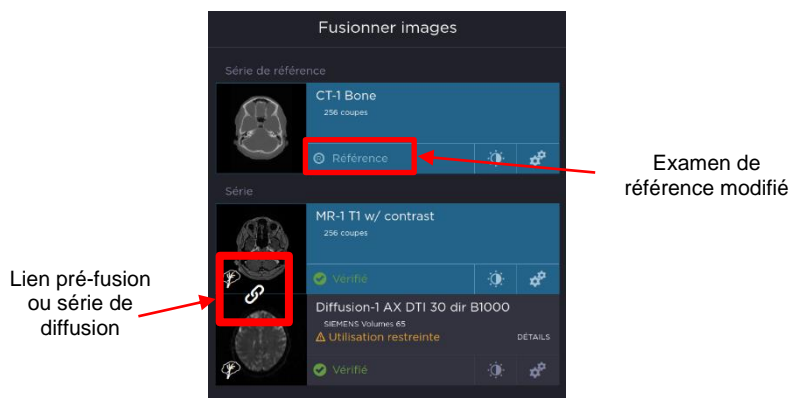 Fusionner images
Série de référence
CT-1 Bone
256 coupes
Référence
Examen de
référence modifié
Série
MR-1 T1 w/ contrast
256 coupes
Vérifié
Lien pré-fusion
ou série de
diffusion
Diffusion-1 AX DTI 30 dir B1000
SIEMENS Volumes 65
Utilisation restreinte
DÉTAILS
Vérifié